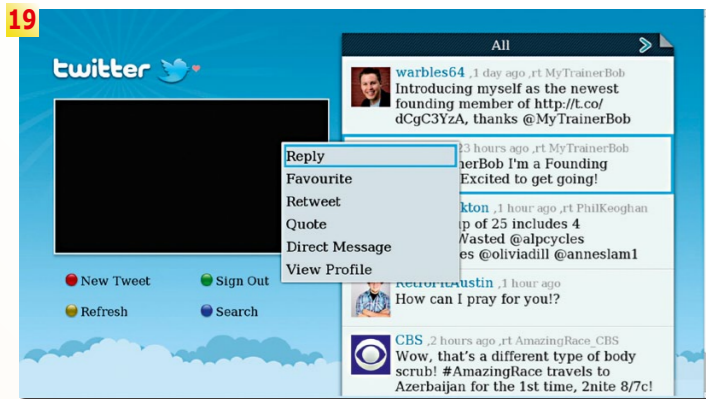 19
twitter
All
warbles64 ,1 day ago ,rt MyTrainerBob
Introducing myself as the newest
founding member of http://t.co/
dCgC3YzA, thanks @MyTrainerBob
23 hours ago ,rt MyTrainerBob
nerBob I'm a Founding
Excited to get going!
kton ,1 hour ago ,rt PhilKeoghan
up of 25 includes 4
Wasted @alpcycles
es @oliviadill @anneslam1
RetroFitAustin ,1 hour ago
How can I pray for you!?
CBS ,2 hours ago ,rt AmazingRace_CBS
Wow, that's a different type of body
scrub! #AmazingRace travels to
Azerbaijan for the 1st time, 2nite 8/7c!
Reply
Favourite
Retweet
Quote
Direct Message
View Profile
New Tweet
Sign Out
Refresh
Search